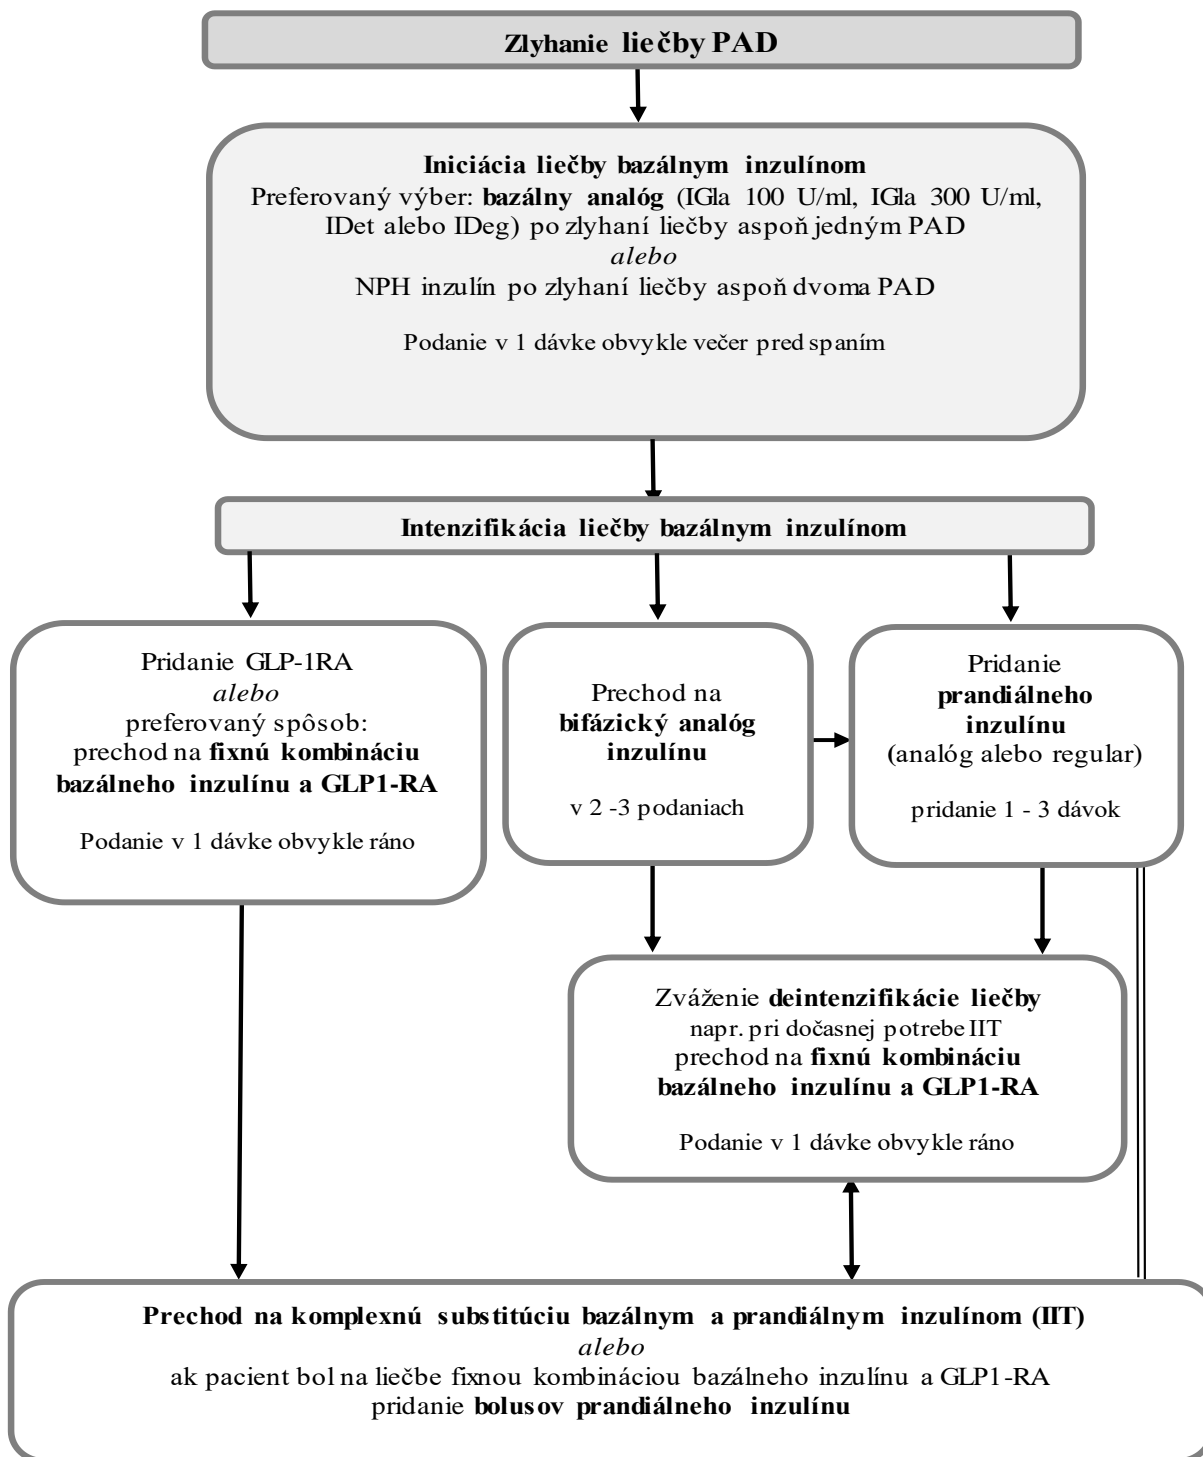 Zlyhanie liečby PAD
Iniciácia liečby bazálnym inzulínom
Preferovaný výber: bazálny analóg (IGla 100 U/ml, IGla 300 U/ml,
IDet alebo IDeg) po zlyhaní liečby aspoň jedným PAD
alebo
NPH inzulín po zlyhaní liečby aspoň dvoma PAD
Podanie v 1 dávke obvykle večer pred spaním
Intenzifikácia liečby bazálnym inzulínom
Pridanie GLP-1RA
alebo
preferovaný spôsob:
prechod na fixnú kombináciu
bazálneho inzulínu a GLP1-RA
Podanie v 1 dávke obvykle ráno
Prechod na
bifázický analóg
inzulínu
v 2 -3 podaniach
Pridanie
prandiálneho
inzulínu
(analóg alebo regular)
pridanie 1 - 3 dávok
Zváženie deintenzifikácie liečby
napr. pri dočasnej potrebe IIT
prechod na fixnú kombináciu
bazálneho inzulínu a GLP1-RA
Podanie v 1 dávke obvykle ráno
Prechod na komplexnú substitúciu bazálnym a prandiálnym inzulínom (IIT)
alebo
ak pacient bol na liečbe fixnou kombináciou bazálneho inzulínu a GLP1-RA
pridanie bolusov prandiálneho inzulínu